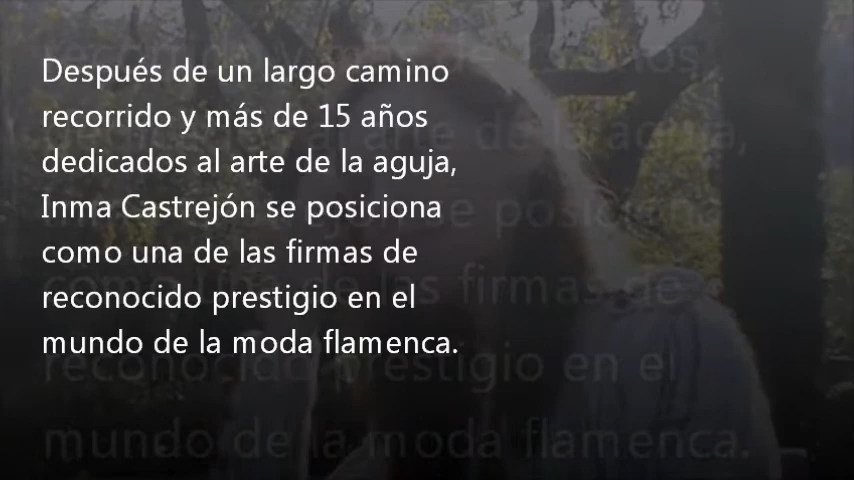 Después de un largo camino
recorrido y más de 15 años
dedicados al arte de la aguja,
Inma Castrejón se posiciona
como una de las firmas de
reconocido prestigio en el
mundo de la moda flamenca.